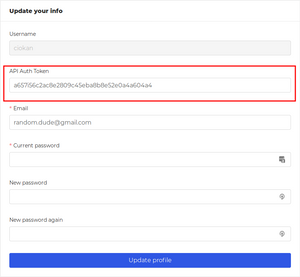 Update your info
Username
ciokan
API Auth Token
a657i56c2ac8e2809c45eba8b8e52e0a4a604a4
* Email
random.dude@gmail.com
* Current password
New password
New password again
Update profile